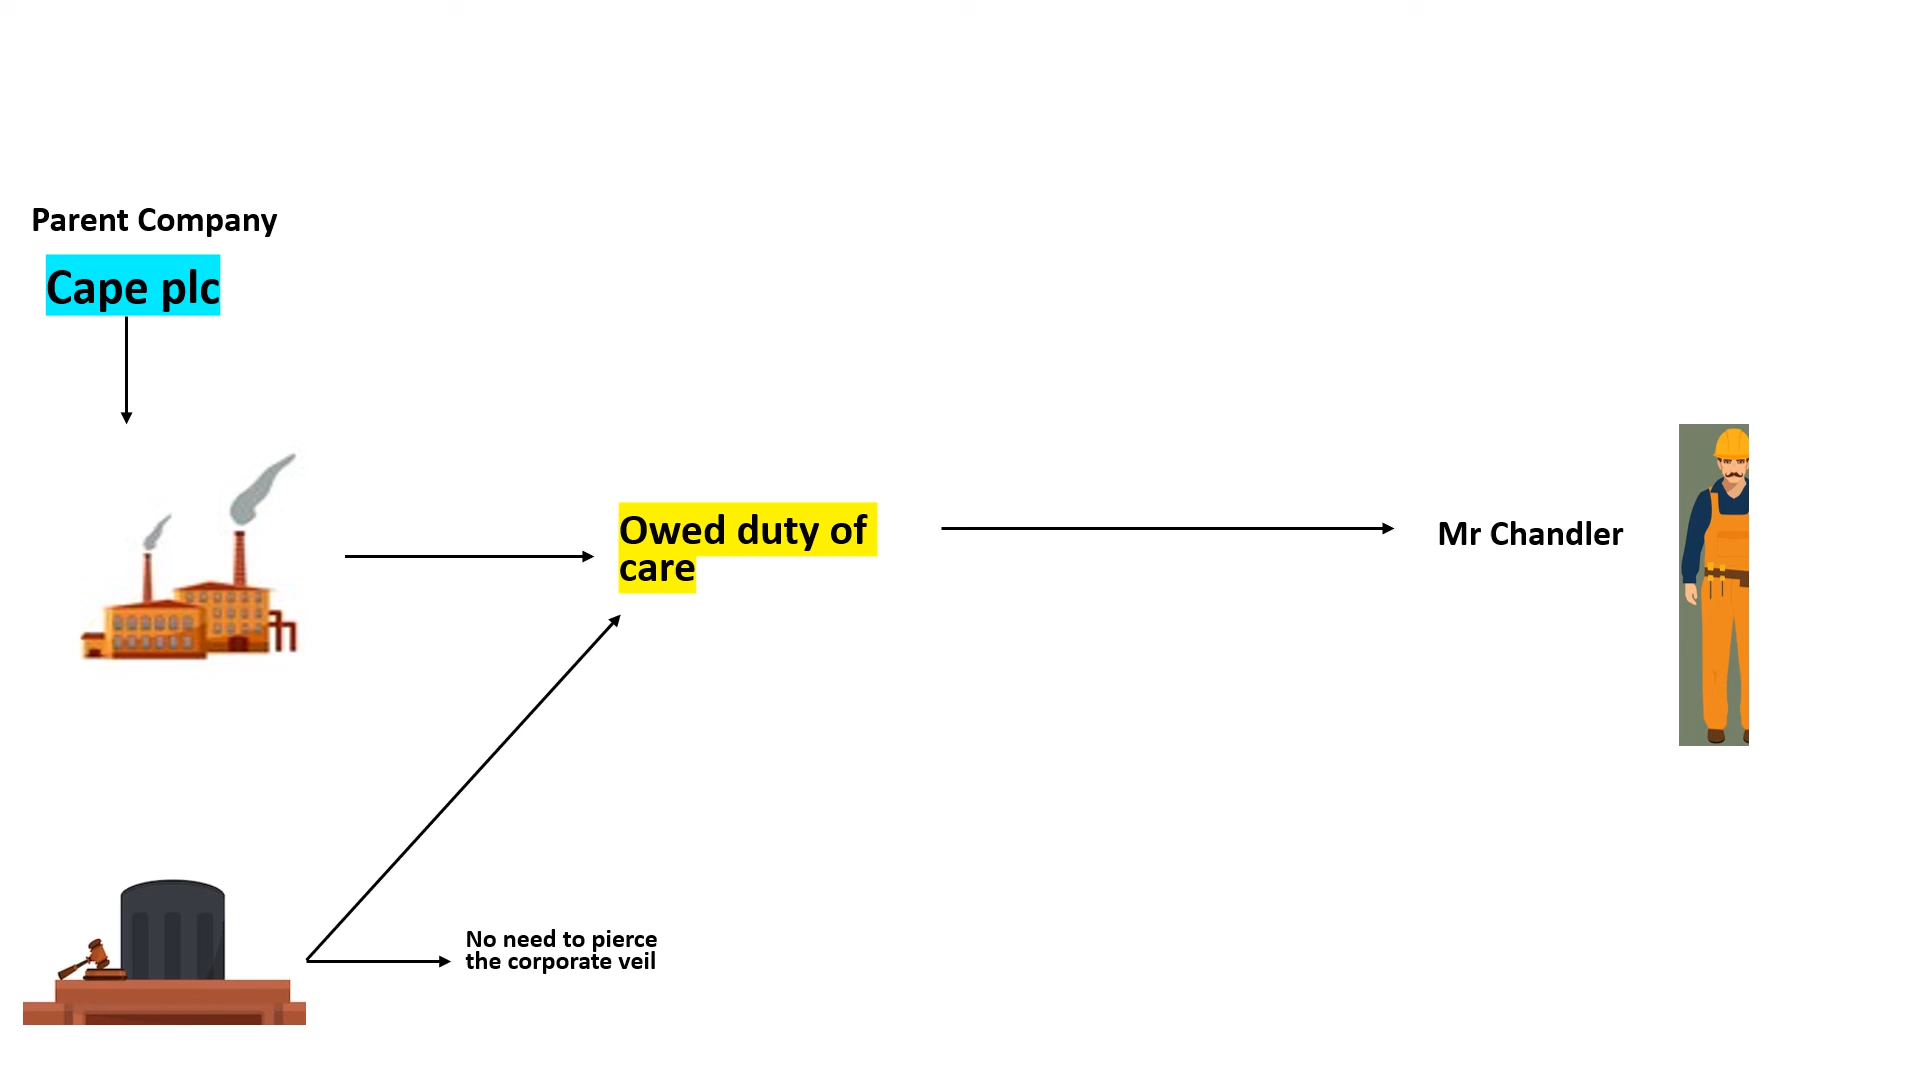 Parent Company
Cape plc
Owed duty of
care
Mr Chandler
No need to pierce
the corporate veil